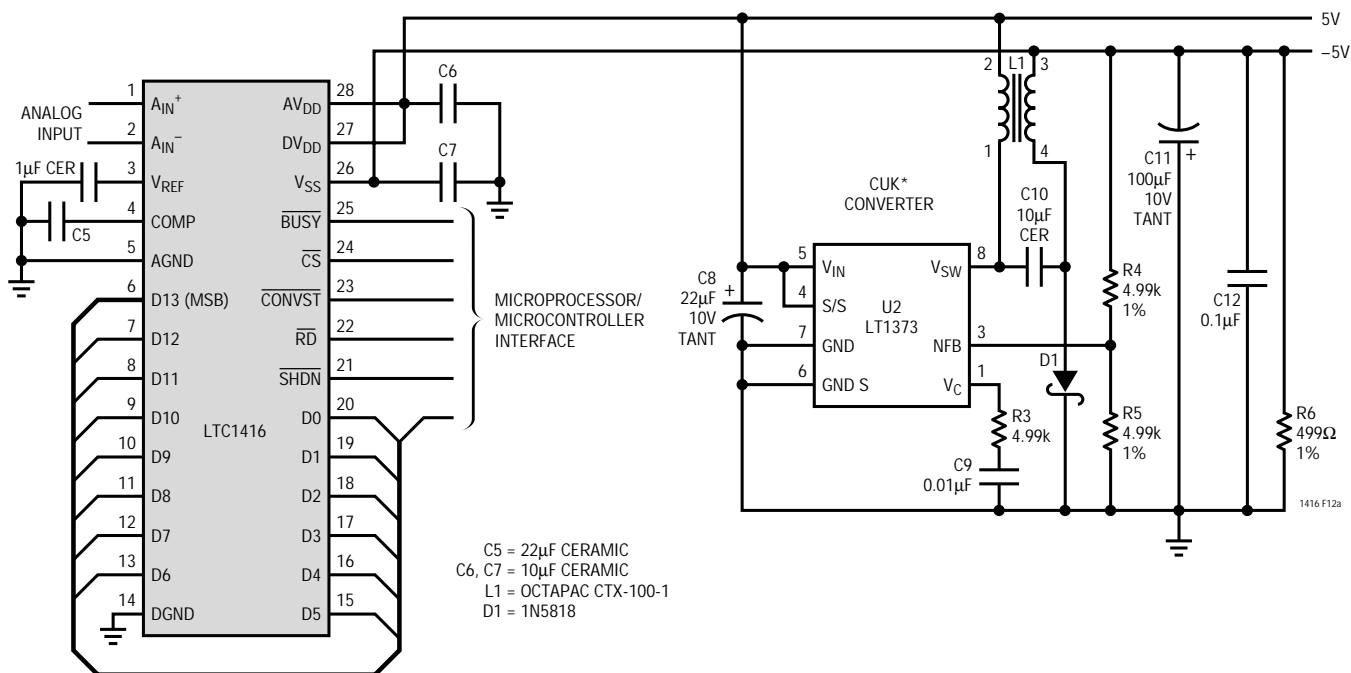 5V
–5V
ANALOG
INPUT
1µF CER
C5
1
2
3
4
5
6
7
8
9
10
11
12
13
14
AIN+
AIN–
VREF
COMP
AGND
D13 (MSB)
D12
D11
D10
D9
D8
D7
D6
DGND
LTC1416
AVDD
DVDD
VSS
BUSY
CS
CONVST
RD
SHDN
D0
D1
D2
D3
D4
D5
28
27
26
25
24
23
22
21
20
19
18
17
16
15
C6
C7
MICROPROCESSOR/
MICROCONTROLLER
INTERFACE
C5 = 22µF CERAMIC
C6, C7 = 10µF CERAMIC
L1 = OCTAPAC CTX-100-1
D1 = 1N5818
CUK*
CONVERTER
C8
22µF
10V
TANT
+
5
4
7
6
VIN
S/S
GND
GND S
U2
LT1373
VSW
NFB
VC
8
3
1
2
L1
3
1
4
C10
10µF
CER
D1
R3
4.99k
C9
0.01µF
R4
4.99k
1%
R5
4.99k
1%
C11
100µF
10V
TANT
+
C12
0.1µF
R6
499Ω
1%
1416 F12a